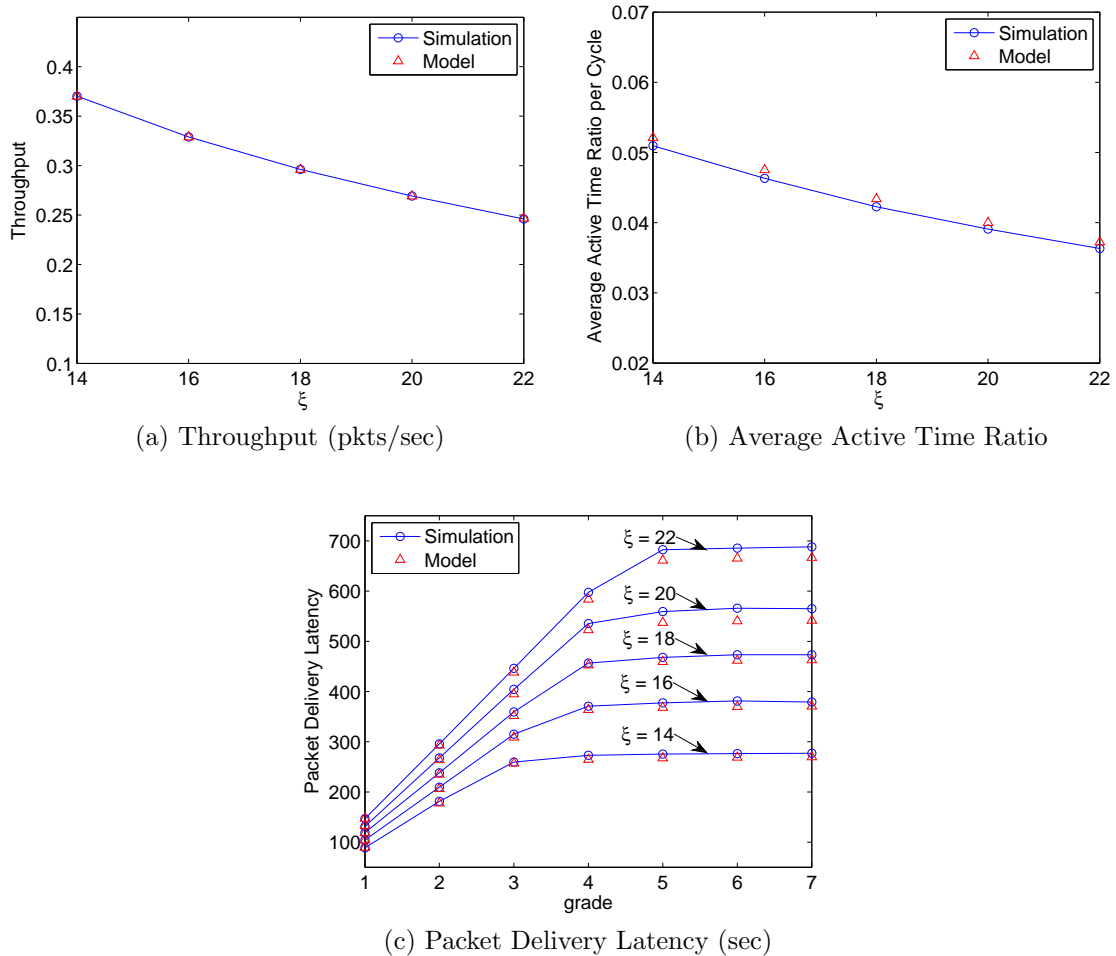 Simulation
Model
0.4
0.35
0.3
0.25
0.2
0.15
0.1
Throughput
14 16 18 20 22
ξ
(a) Throughput (pkts/sec)
0.07
0.06
0.05
0.04
0.03
0.02
Average Active Time Ratio per Cycle
Simulation
Model
14 16 18 20 22
ξ
(b) Average Active Time Ratio
Simulation
Model
700
600
500
400
300
200
100
Packet Delivery Latency
ξ = 22
ξ = 20
ξ = 18
ξ = 16
ξ = 14
1 2 3 4 5 6 7
grade
(c) Packet Delivery Latency (sec)